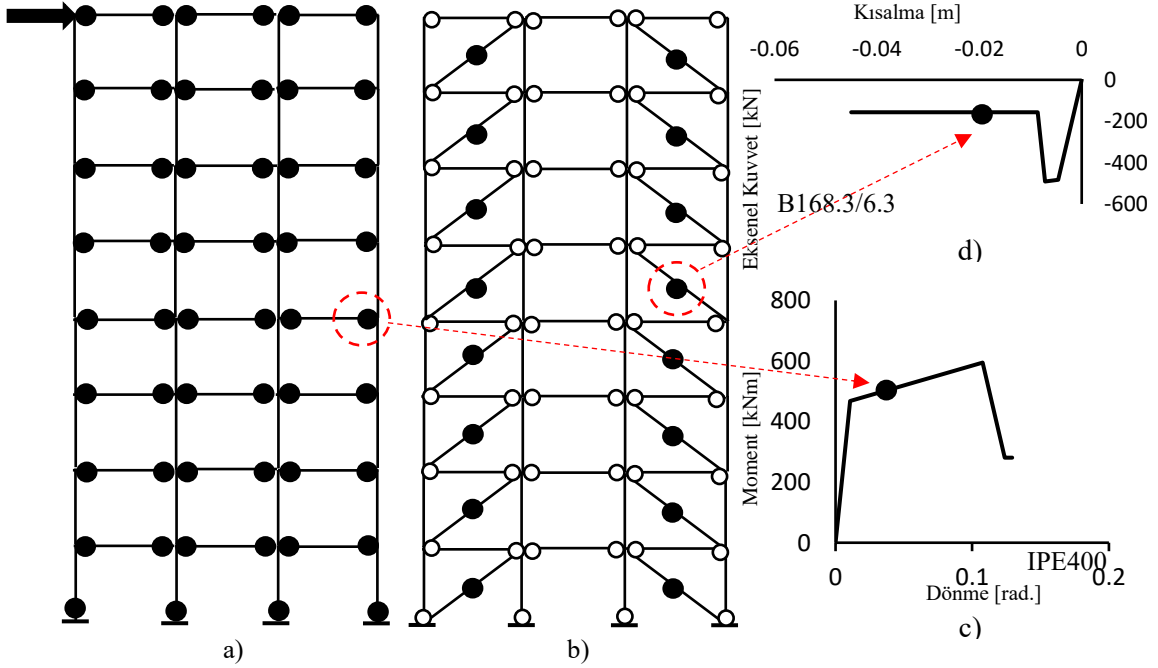 Kısalma [m]
-0.06 -0.04 -0.02 0
0
-200
-400
-600
Eksenel Kuvvet [kN]
B168.3/6.3
d)
800
600
400
200
0
Moment [kNm]
IPE400
0 0.1 0.2
Dönme [rad.]
c)
a) b)